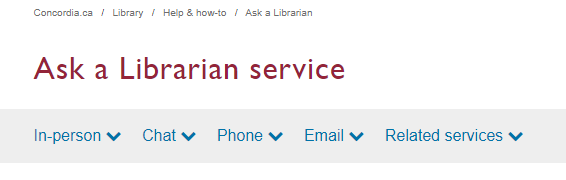 Concordia.ca / Library / Help & how-to / Ask a Librarian
Ask a Librarian service
In-person Chat Phone Email Related services